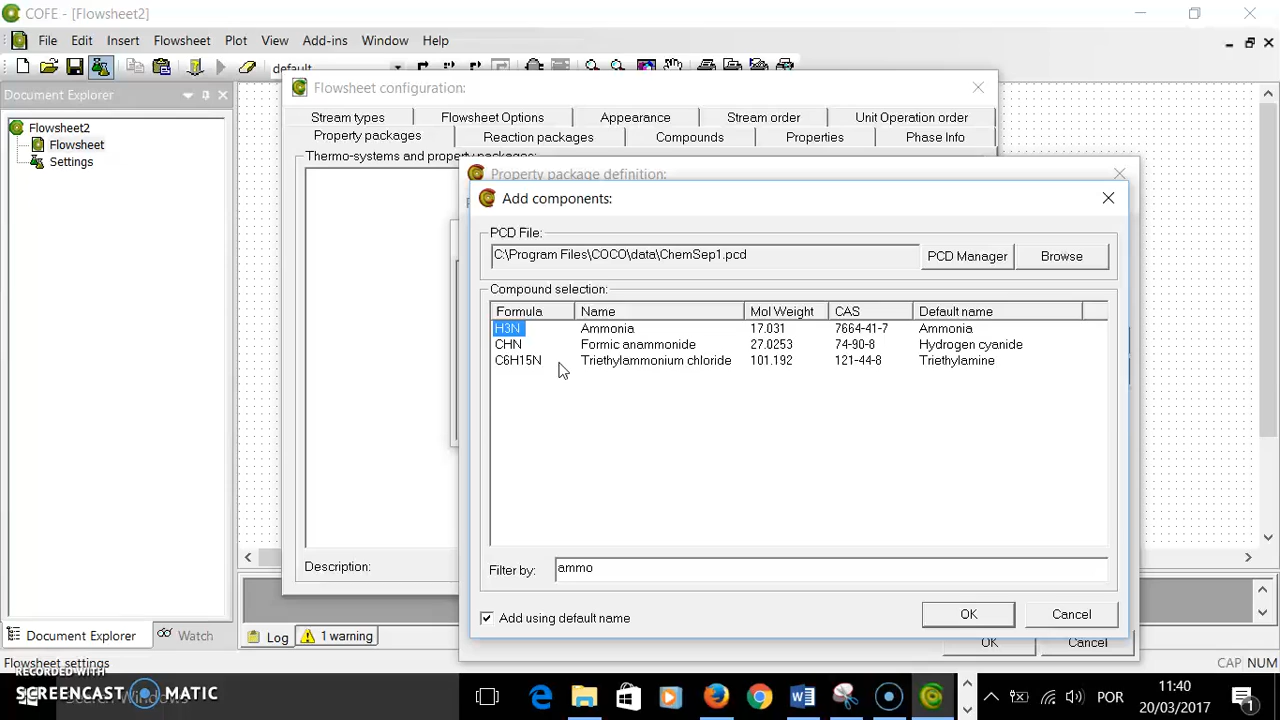 COFE - [Flowsheet2]
File Edit Insert Flowsheet Plot View Add-ins Window Help
default
Document Explorer
Flowsheet2
Flowsheet
Settings
Flowsheet configuration:
Stream types Flowsheet Options Appearance Stream order Unit Operation order
Property packages Reaction packages Compounds Properties Phase Info
Thermo-systems and property packages:
Property package definition:
Add components:
PCD File:
C:\Program Files\COCO\data\ChemSep1.pcd PCD Manager Browse
Compound selection:
Formula Name Mol Weight CAS Default name
H3N Ammonia 17.031 7664-41-7 Ammonia
CHN Formic anammonide 27.0253 74-90-8 Hydrogen cyanide
C6H15N Triethylammonium chloride 101.192 121-44-8 Triethylamine
Description:
Filter by: ammo
Add using default name
OK Cancel
OK Cancel
Document Explorer Watch
Log 1 warning
Flowsheet settings
CAP NUM
RECORDED WITH
SCREENCAST MATIC
Search Windows
POR
11:40
20/03/2017
1